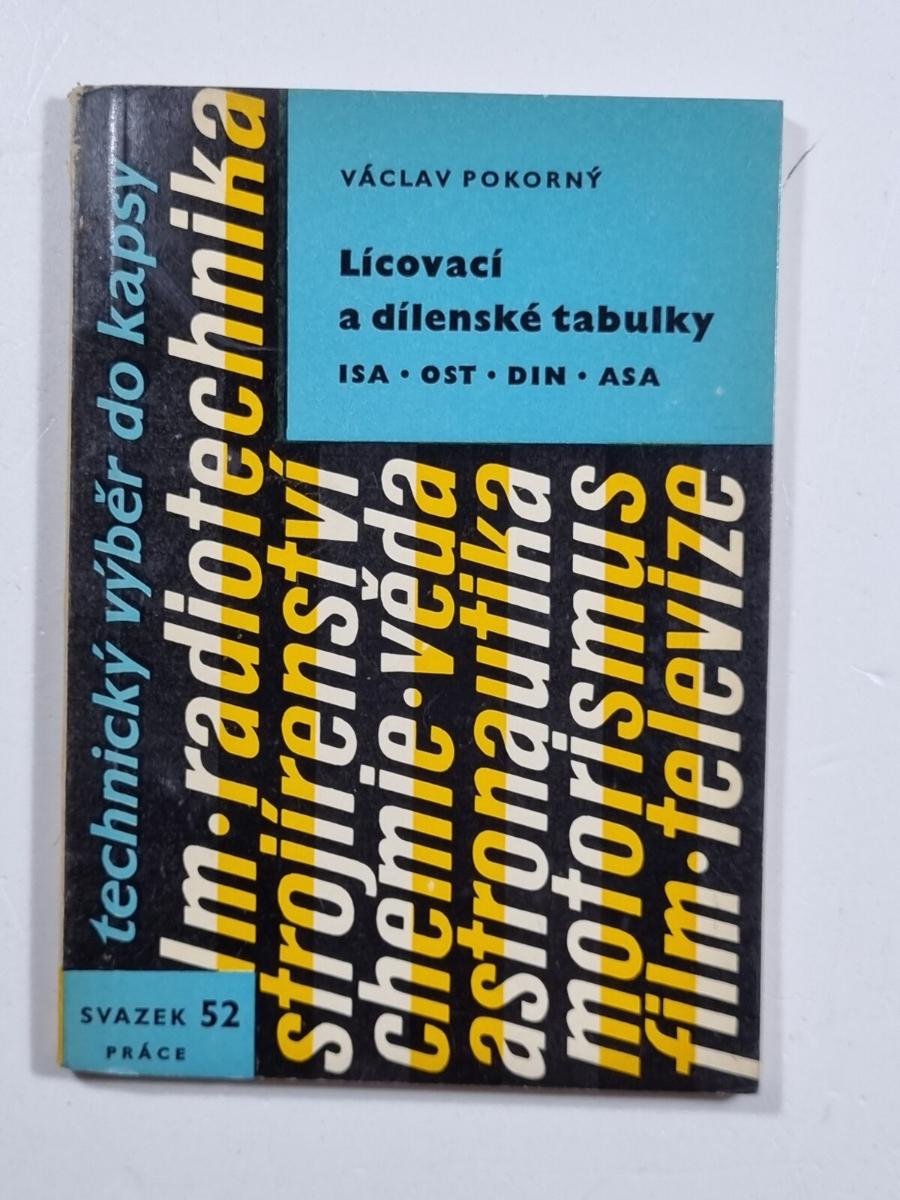 VÁCLAV POKORNÝ
Lícovací
a dílenské tabulky
ISA • OST • DIN • ASA
technický výběr do kapsy
lm·radiotechnika
strojírenství
chemie·věda
astronautika
motorismus
film·televize
SVAZEK 52
PRÁCE